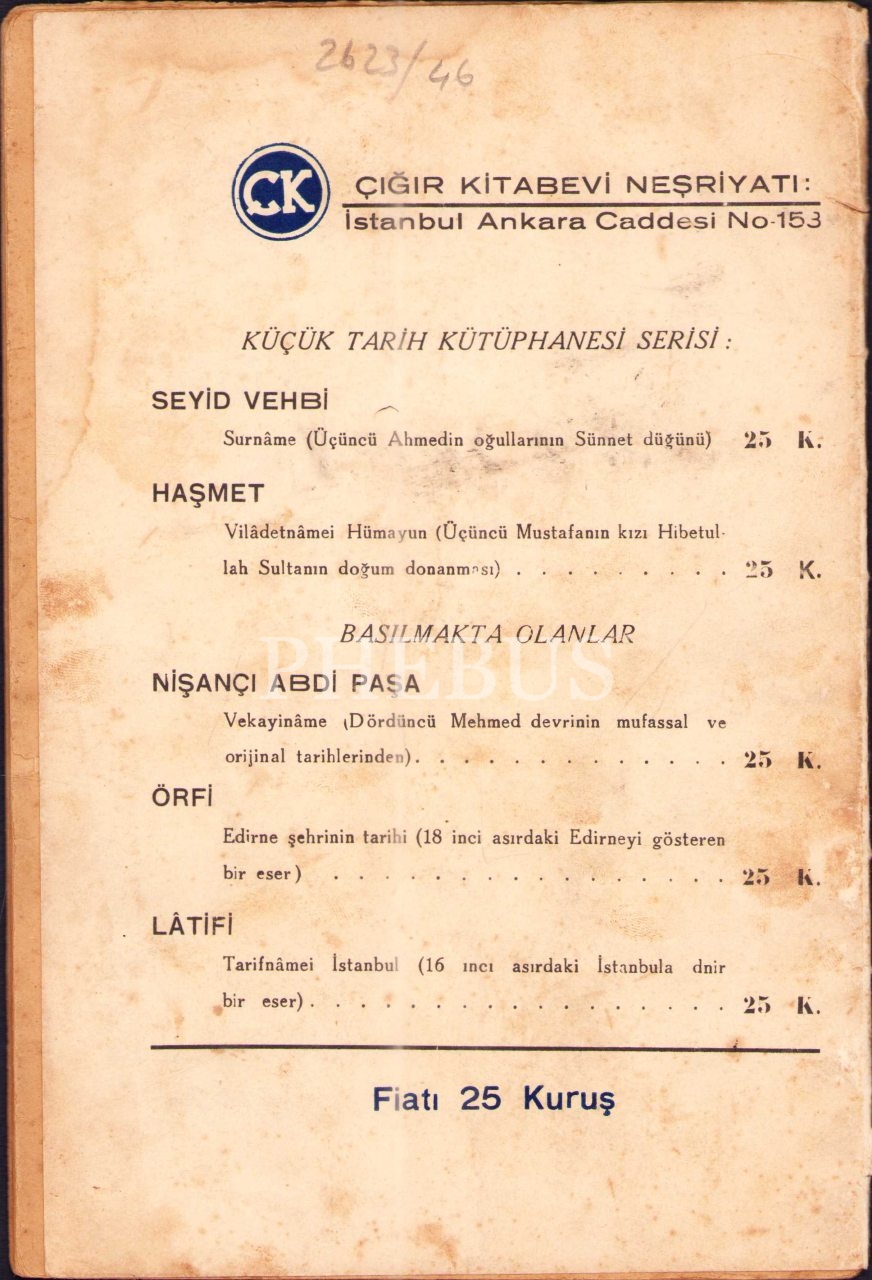 2623/46
ÇK
ÇIĞIR KİTABEVİ NEŞRİYATI:
İstanbul Ankara Caddesi No-153
KÜÇÜK TARİH KÜTÜPHANESİ SERİSİ :
SEYİD VEHBİ
Surnâme (Üçüncü Ahmedin oğullarının Sünnet düğünü) 25 K.
HAŞMET
Vilâdetnâmei Hümayun (Üçüncü Mustafanın kızı Hibetul-
lah Sultanın doğum donanması) . . . . . . . . . 25 K.
BASILMAKTA OLANLAR
PHEBUS
NİŞANÇI ABDİ PAŞA
Vekayinâme (Dördüncü Mehmed devrinin mufassal ve
orijinal tarihlerinden) . . . . . . . . . . . . . 25 K.
ÖRFİ
Edirne şehrinin tarihi (18 inci asırdaki Edirneyi gösteren
bir eser) . . . . . . . . . . . . . . . . 25 K.
LÂTİFİ
Tarifnâmei İstanbul (16 ıncı asırdaki İstanbula dnir
bir eser) . . . . . . . . . . . . . . . . . 25 K.
Fiatı 25 Kuruş